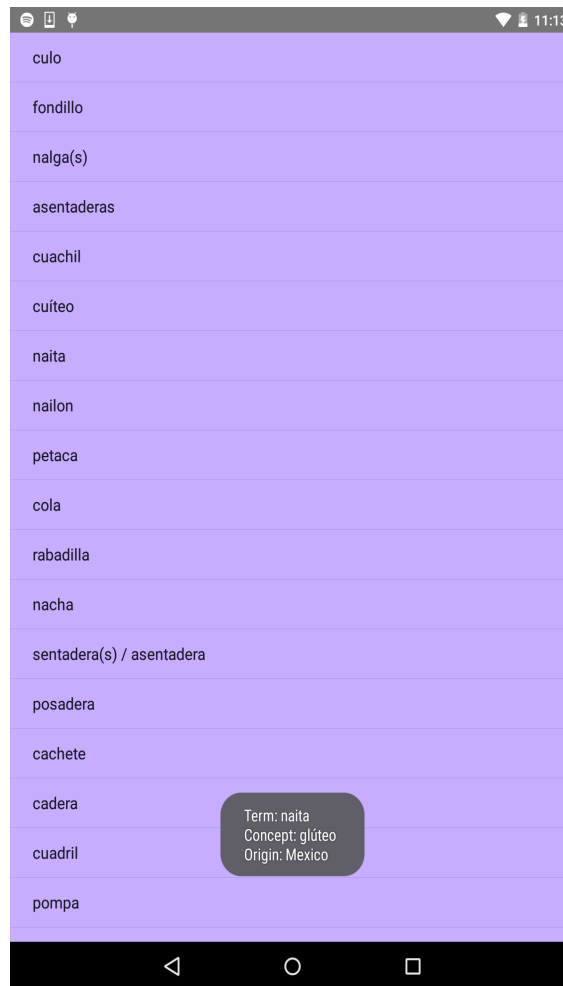 11:13
culo
fondillo
nalga(s)
asentaderas
cuachil
cuíteo
naita
nailon
petaca
cola
rabadilla
nacha
sentadera(s) / asentadera
posadera
cachete
cadera
cuadril
pompa
Term: naita
Concept: glúteo
Origin: Mexico